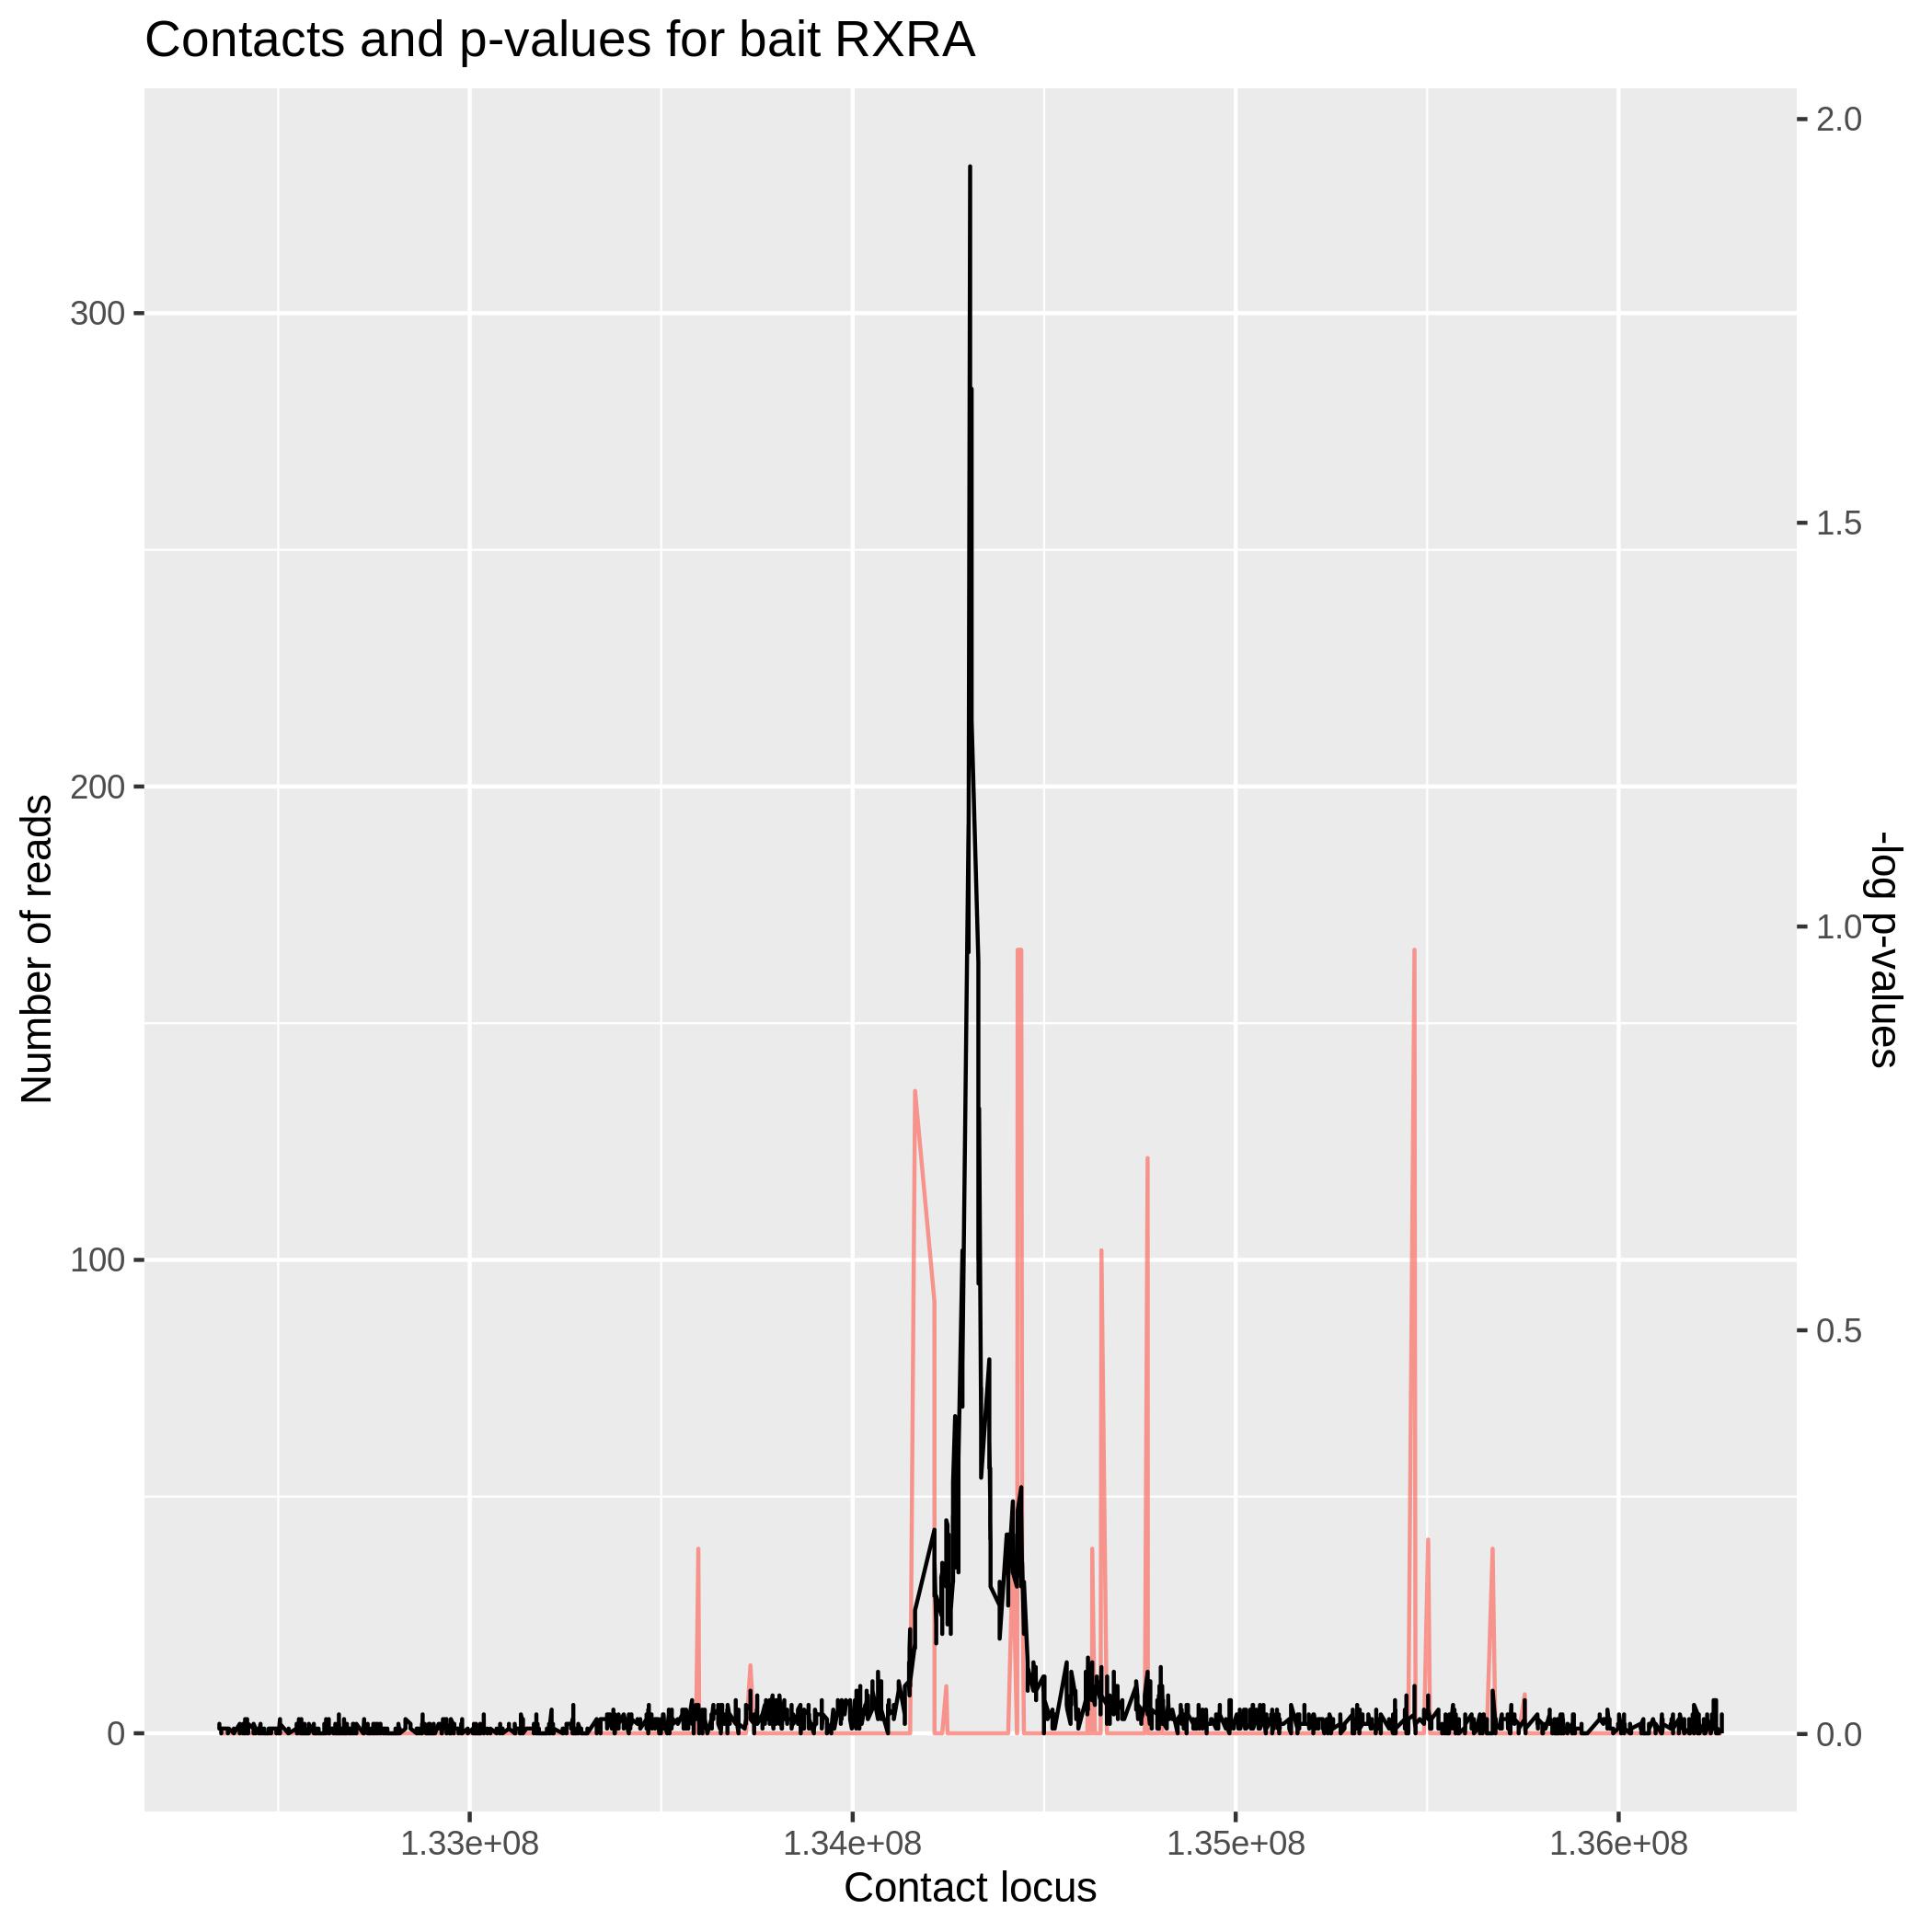 Contacts and p-values for bait RXRA
Number of reads
300
200
100
0
2.0
1.5
1.0
0.5
0.0
-log p-values
1.33e+08
1.34e+08
1.35e+08
1.36e+08
Contact locus